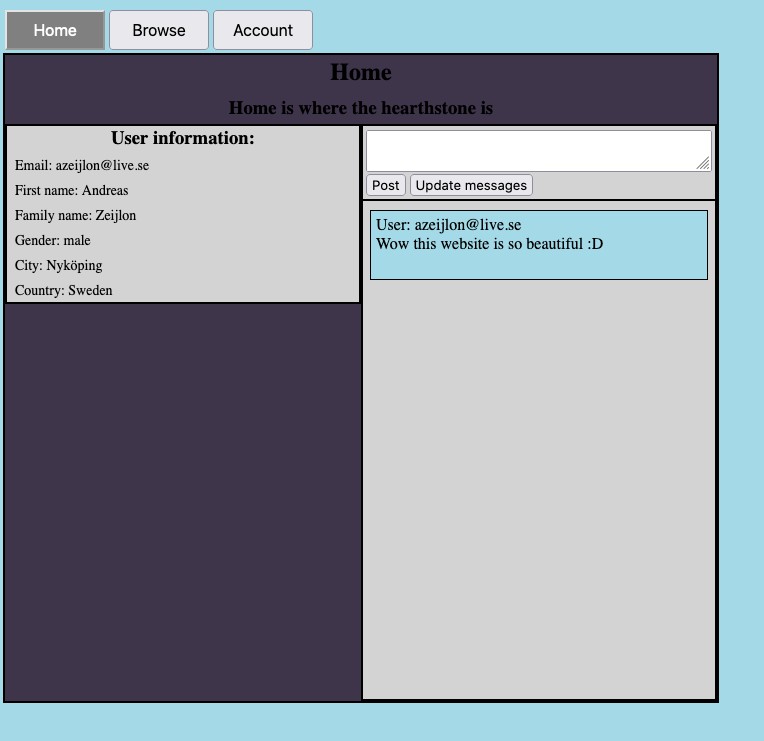 Home Browse Account
Home
Home is where the hearthstone is
User information:
Email: azeijlon@live.se
First name: Andreas
Family name: Zeijlon
Gender: male
City: Nyköping
Country: Sweden
Post Update messages
User: azeijlon@live.se
Wow this website is so beautiful :D